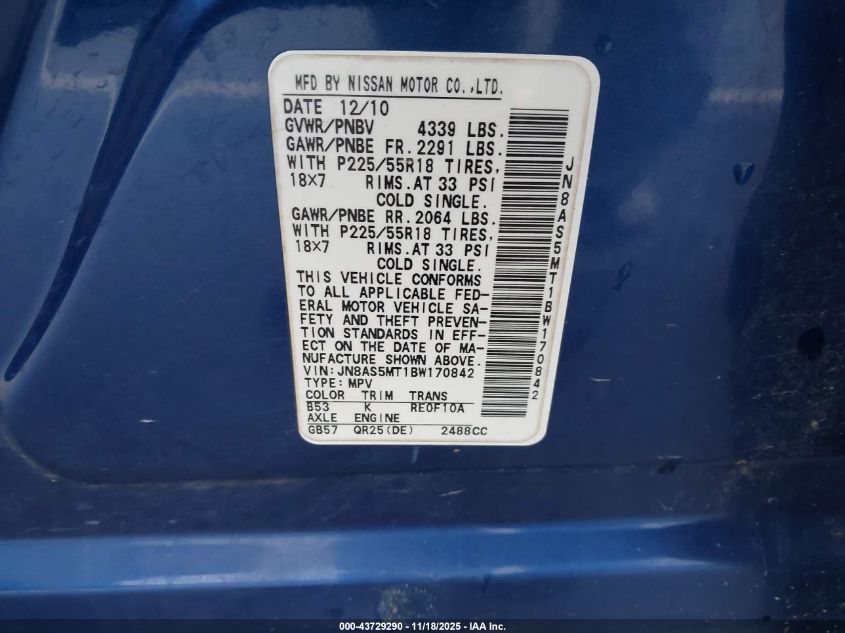 MFD BY NISSAN MOTOR CO.,LTD.
DATE 12/10
GVWR/PNBV 4339 LBS.
GAWR/PNBE FR. 2291 LBS.
WITH P225/55R18 TIRES,
18×7 RIMS.AT 33 PSI
COLD SINGLE.
GAWR/PNBE RR. 2064 LBS.
WITH P225/55R18 TIRES,
18×7 RIMS.AT 33 PSI
COLD SINGLE.
THIS VEHICLE CONFORMS
TO ALL APPLICABLE FED-
ERAL MOTOR VEHICLE SA-
FETY AND THEFT PREVEN-
TION STANDARDS IN EFF-
ECT ON THE DATE OF MA-
NUFACTURE SHOWN ABOVE.
VIN: JN8AS5MT1BW170842
TYPE: MPV
COLOR TRIM TRANS
B53 K RE0F10A
AXLE ENGINE
GB57 QR25(DE) 2488CC
JN8AS5MT1BW170842
000-43729290 - 11/18/2025 - IAA Inc.